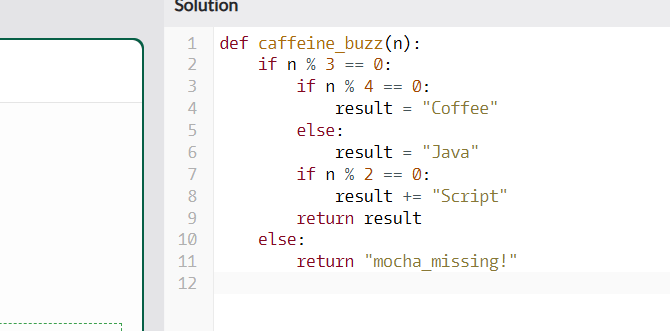 Solution
1 def caffeine_buzz(n):
2     if n % 3 == 0:
3         if n % 4 == 0:
4             result = "Coffee"
5         else:
6             result = "Java"
7         if n % 2 == 0:
8             result += "Script"
9         return result
10     else:
11         return "mocha_missing!"
12